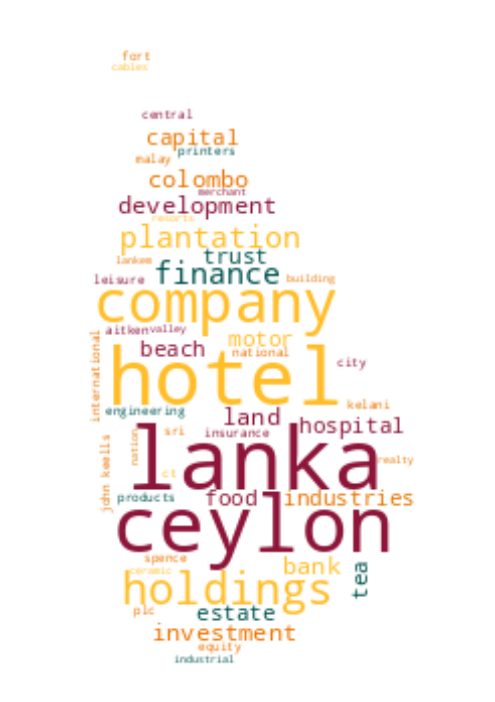 fort
cables
central
capital
printers
malay
colombo
merchant
development
resorts
plantation
trust
lankem
finance
leisure
building
company
aitken
valley
motor
international
beach
national
city
hotel
kelani
engineering
land
hospital
insurance
sri
nation
lanka
john keells
realty
ct
products
food
industries
ceylon
spence
bank
ceramic
tea
holdings
plc
estate
investment
equity
industrial